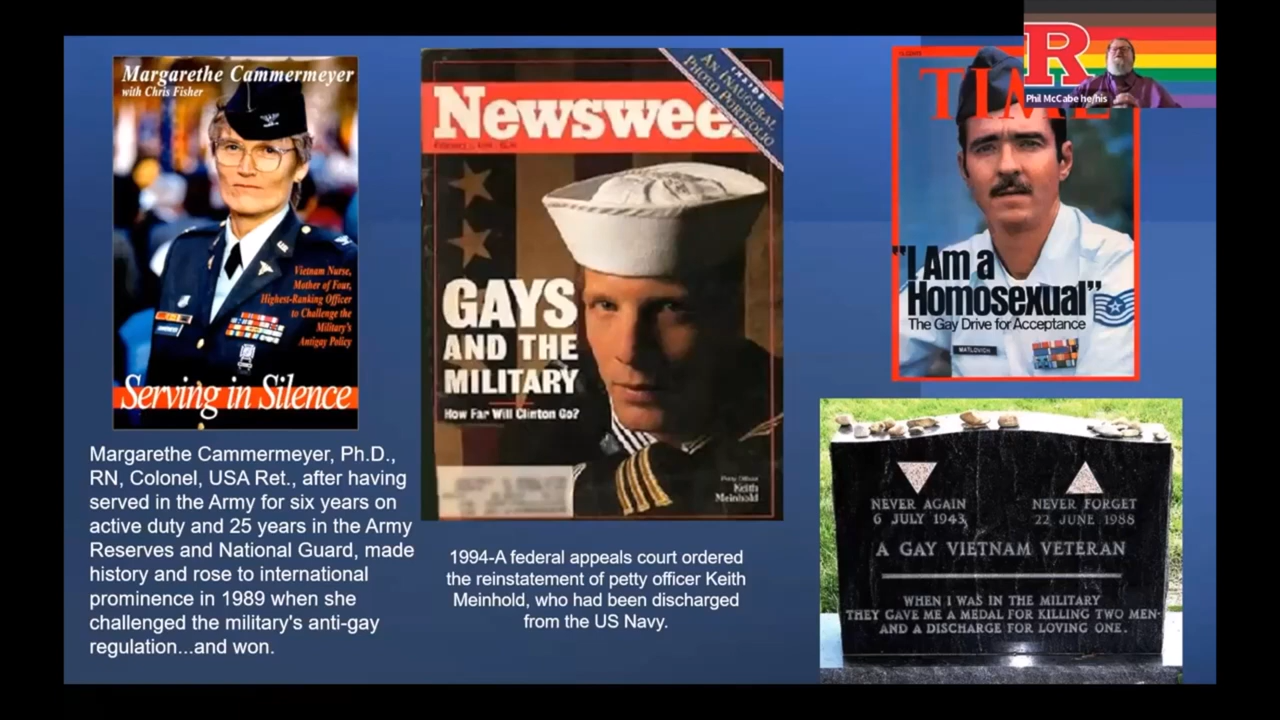 Margarethe Cammermeyer
with Chris Fisher
Vietnam Nurse,
Mother of Four,
Highest-Ranking Officer
to Challenge the
Military's
Antigay Policy
Serving in Silence
Margarethe Cammermeyer, Ph.D.,
RN, Colonel, USA Ret., after having
served in the Army for six years on
active duty and 25 years in the Army
Reserves and National Guard, made
history and rose to international
prominence in 1989 when she
challenged the military's anti-gay
regulation...and won.
INSIDE
AN INAUGURAL
PHOTO PORTFOLIO
Newswee
GAYS
AND THE
MILITARY
How Far Will Clinton Go?
Petty Officer
Keith
Meinhold
1994-A federal appeals court ordered
the reinstatement of petty officer Keith
Meinhold, who had been discharged
from the US Navy.
R
Phil McCabe he/his
TIME
"I Am a
Homosexual"
The Gay Drive for Acceptance
MATLOVICH
NEVER AGAIN
6 JULY 1943
NEVER FORGET
22 JUNE 1988
A GAY VIETNAM VETERAN
WHEN I WAS IN THE MILITARY
THEY GAVE ME A MEDAL FOR KILLING TWO MEN
AND A DISCHARGE FOR LOVING ONE.